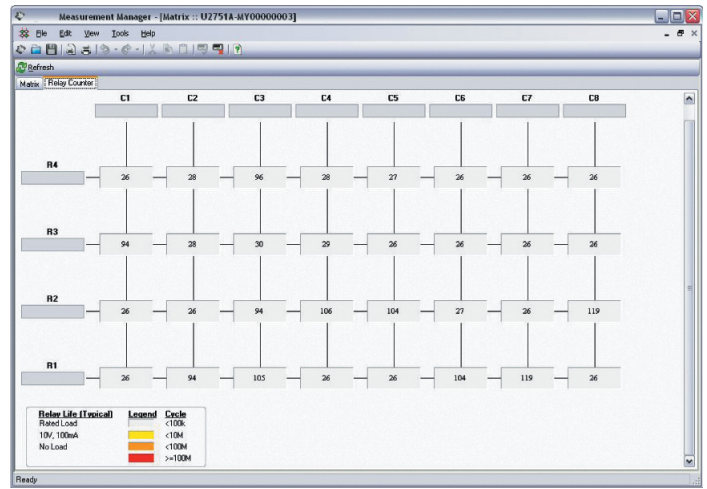 Measurement Manager - [Matrix :: U2751A-MY00000003]
File Edit View Tools Help
Refresh
Matrix Relay Counter
C1 C2 C3 C4 C5 C6 C7 C8
R4
26 28 96 28 27 26 26 26
R3
94 28 30 29 26 26 26 26
R2
26 26 94 106 104 27 26 119
R1
26 94 105 26 26 104 119 26
Relay Life (Typical) Legend Cycle
Rated Load <100k
10V, 100mA <10M
No Load <100M
>=100M
Ready